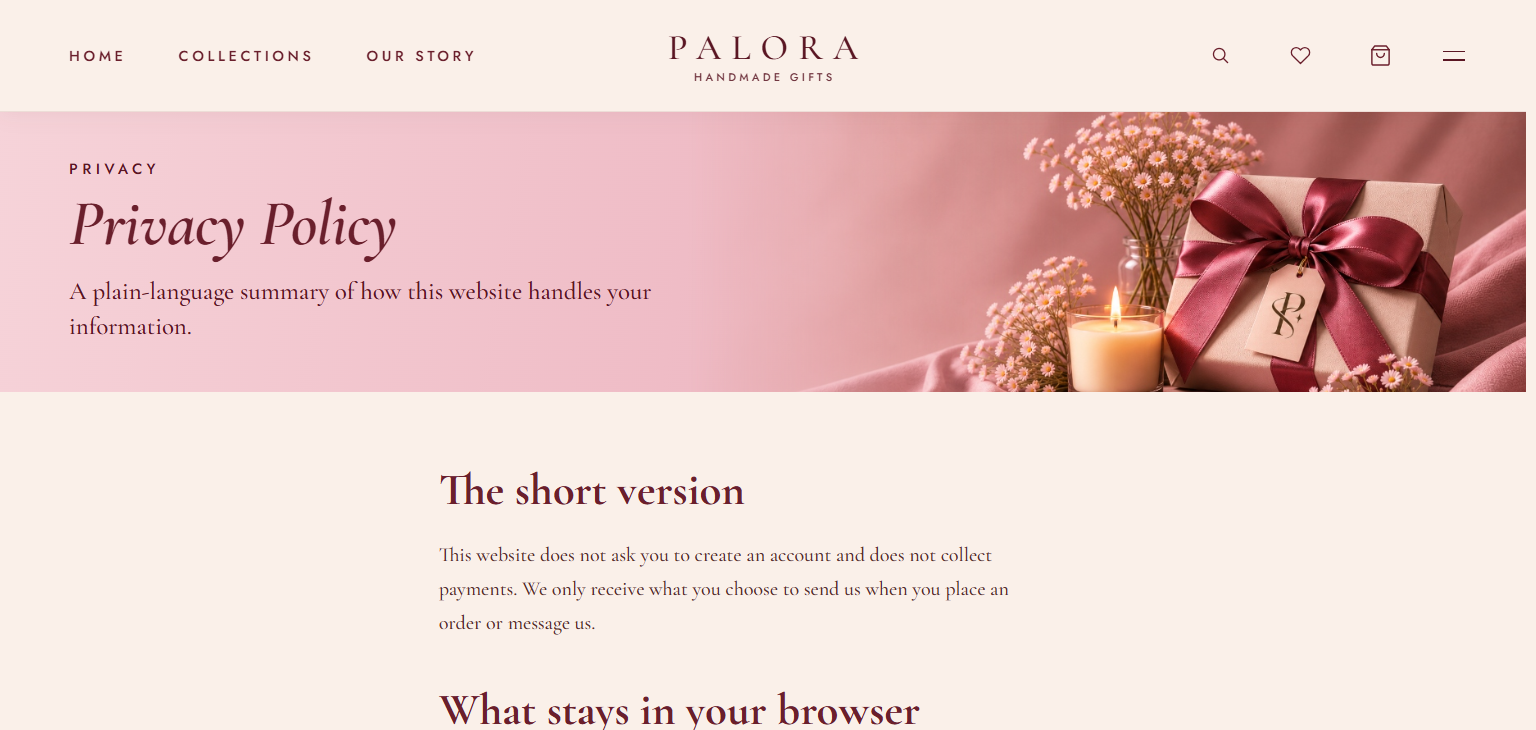 HOME COLLECTIONS OUR STORY
PALORA
HANDMADE GIFTS
PRIVACY
Privacy Policy
A plain-language summary of how this website handles your
information.
The short version
This website does not ask you to create an account and does not collect
payments. We only receive what you choose to send us when you place an
order or message us.
What stays in your browser